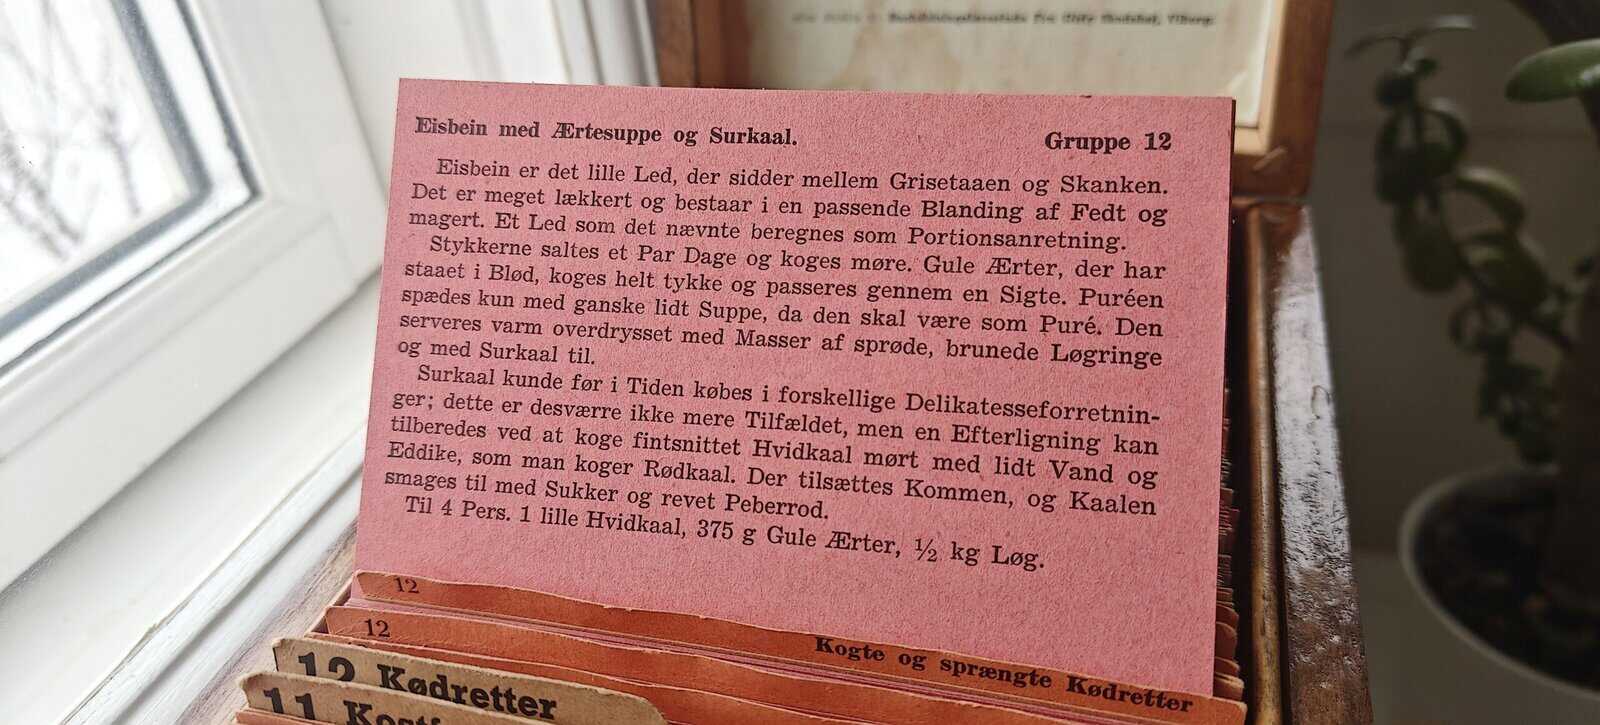 Eisbein med Ærtesuppe og Surkaal. Gruppe 12
Eisbein er det lille Led, der sidder mellem Grisetaaen og Skanken.
Det er meget lækkert og bestaar i en passende Blanding af Fedt og
magert. Et Led som det nævnte beregnes som Portionsanretning.
Stykkerne saltes et Par Dage og koges møre. Gule Ærter, der har
staaet i Blød, koges helt tykke og passeres gennem en Sigte. Puréen
spædes kun med ganske lidt Suppe, da den skal være som Puré. Den
serveres varm overdrysset med Masser af sprøde, brunede Løgringe
og med Surkaal til.
Surkaal kunde før i Tiden købes i forskellige Delikatesseforretnin-
ger; dette er desværre ikke mere Tilfældet, men en Efterligning kan
tilberedes ved at koge fintsnittet Hvidkaal mørt med lidt Vand og
Eddike, som man koger Rødkaal. Der tilsættes Kommen, og Kaalen
smages til med Sukker og revet Peberrod.
Til 4 Pers. 1 lille Hvidkaal, 375 g Gule Ærter, ½ kg Løg.
12
Kogte og sprængte Kødretter
12
12 Kødretter
11